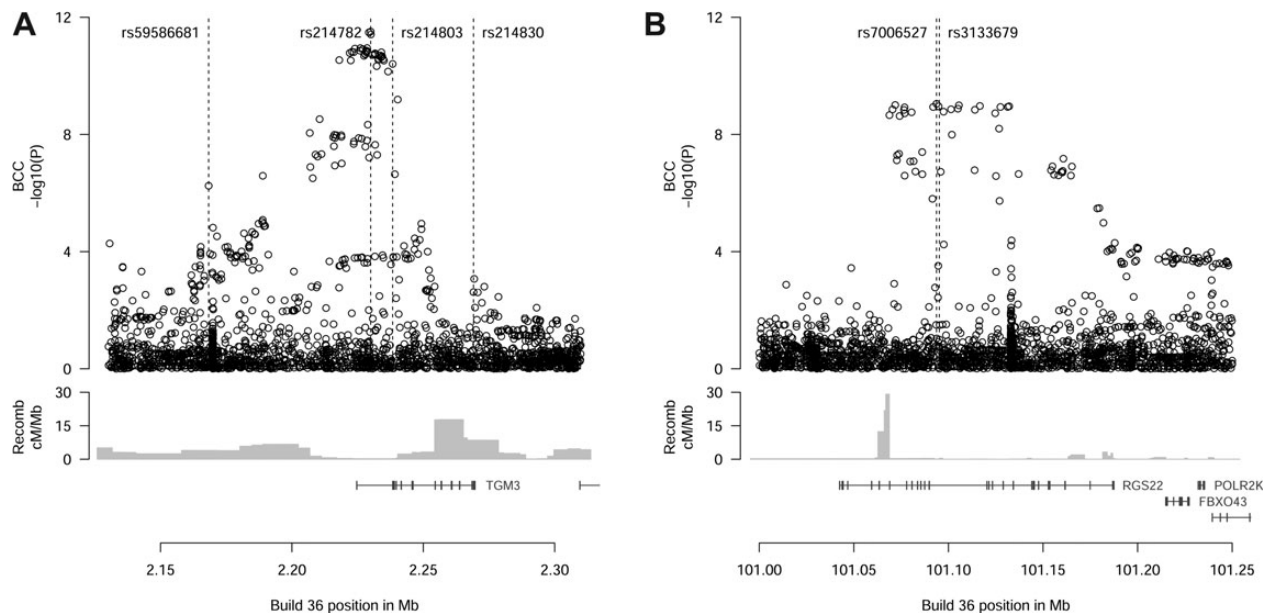 A
12
8
4
0
BCC
−log10(P)
rs59586681
rs214782
rs214803
rs214830
30
15
0
Recomb
cM/Mb
TGM3
2.15
2.20
2.25
2.30
Build 36 position in Mb
B
12
8
4
0
BCC
−log10(P)
rs7006527
rs3133679
30
15
0
Recomb
cM/Mb
RGS22
POLR2K
FBXO43
101.00
101.05
101.10
101.15
101.20
101.25
Build 36 position in Mb